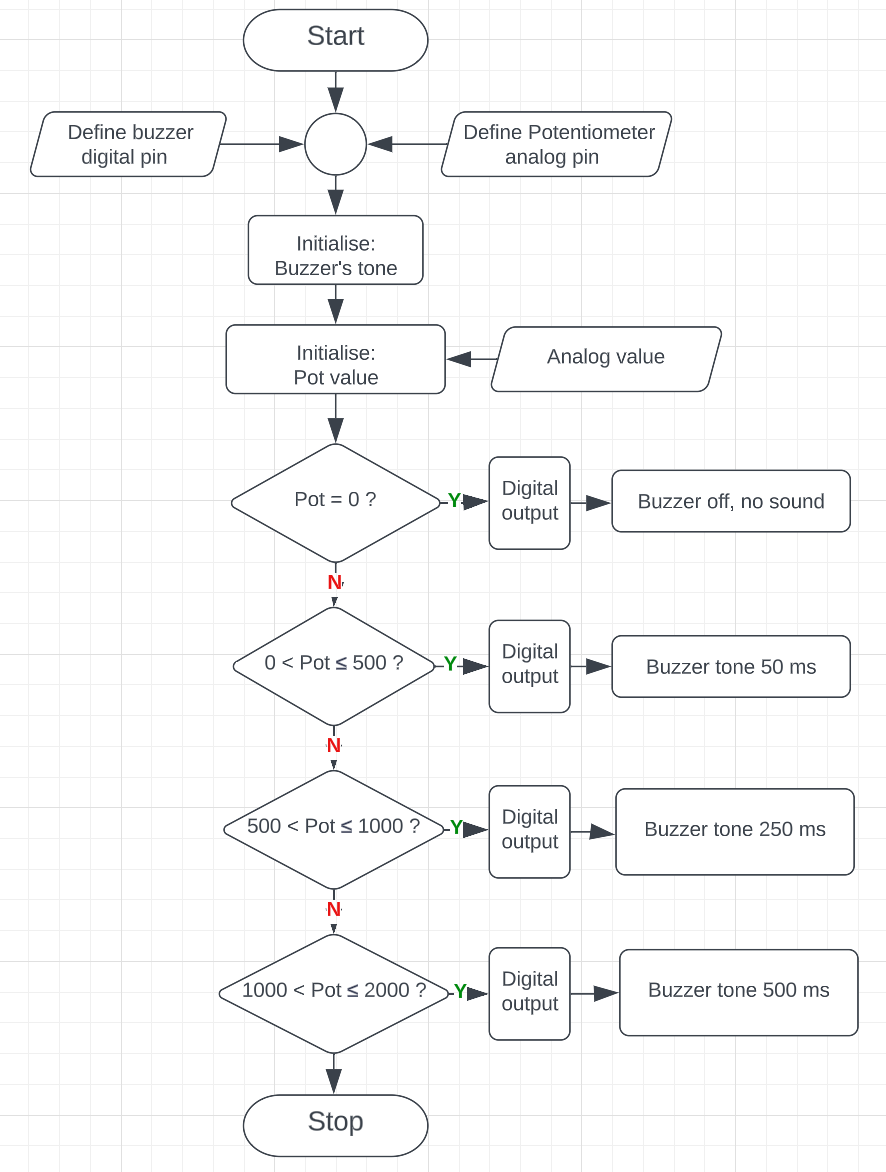 Start
Define buzzer
digital pin
Define Potentiometer
analog pin
Initialise:
Buzzer's tone
Initialise:
Pot value
Analog value
Pot = 0 ?
Y
Digital
output
Buzzer off, no sound
N
0 < Pot ≤ 500 ?
Y
Digital
output
Buzzer tone 50 ms
N
500 < Pot ≤ 1000 ?
Y
Digital
output
Buzzer tone 250 ms
N
1000 < Pot ≤ 2000 ?
Y
Digital
output
Buzzer tone 500 ms
Stop